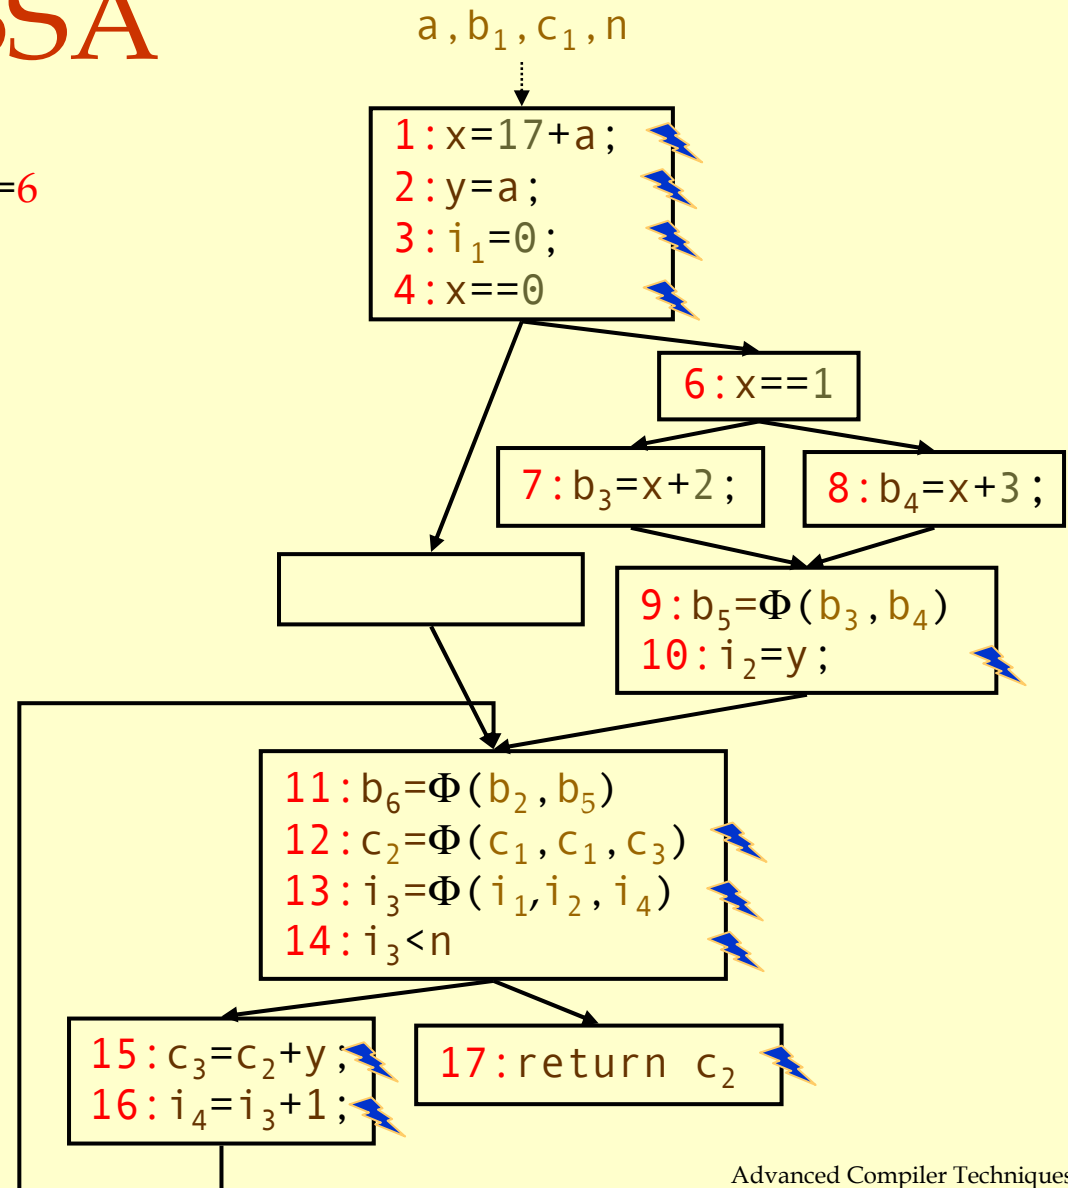 SSA
a,b₁,c₁,n
=6
1:x=17+a;
2:y=a;
3:i₁=0;
4:x==0
6:x==1
7:b₃=x+2;
8:b₄=x+3;
9:b₅=Φ(b₃,b₄)
10:i₂=y;
11:b₆=Φ(b₂,b₅)
12:c₂=Φ(c₁,c₁,c₃)
13:i₃=Φ(i₁,i₂,i₄)
14:i₃<n
15:c₃=c₂+y;
16:i₄=i₃+1;
17:return c₂
Advanced Compiler Techniques